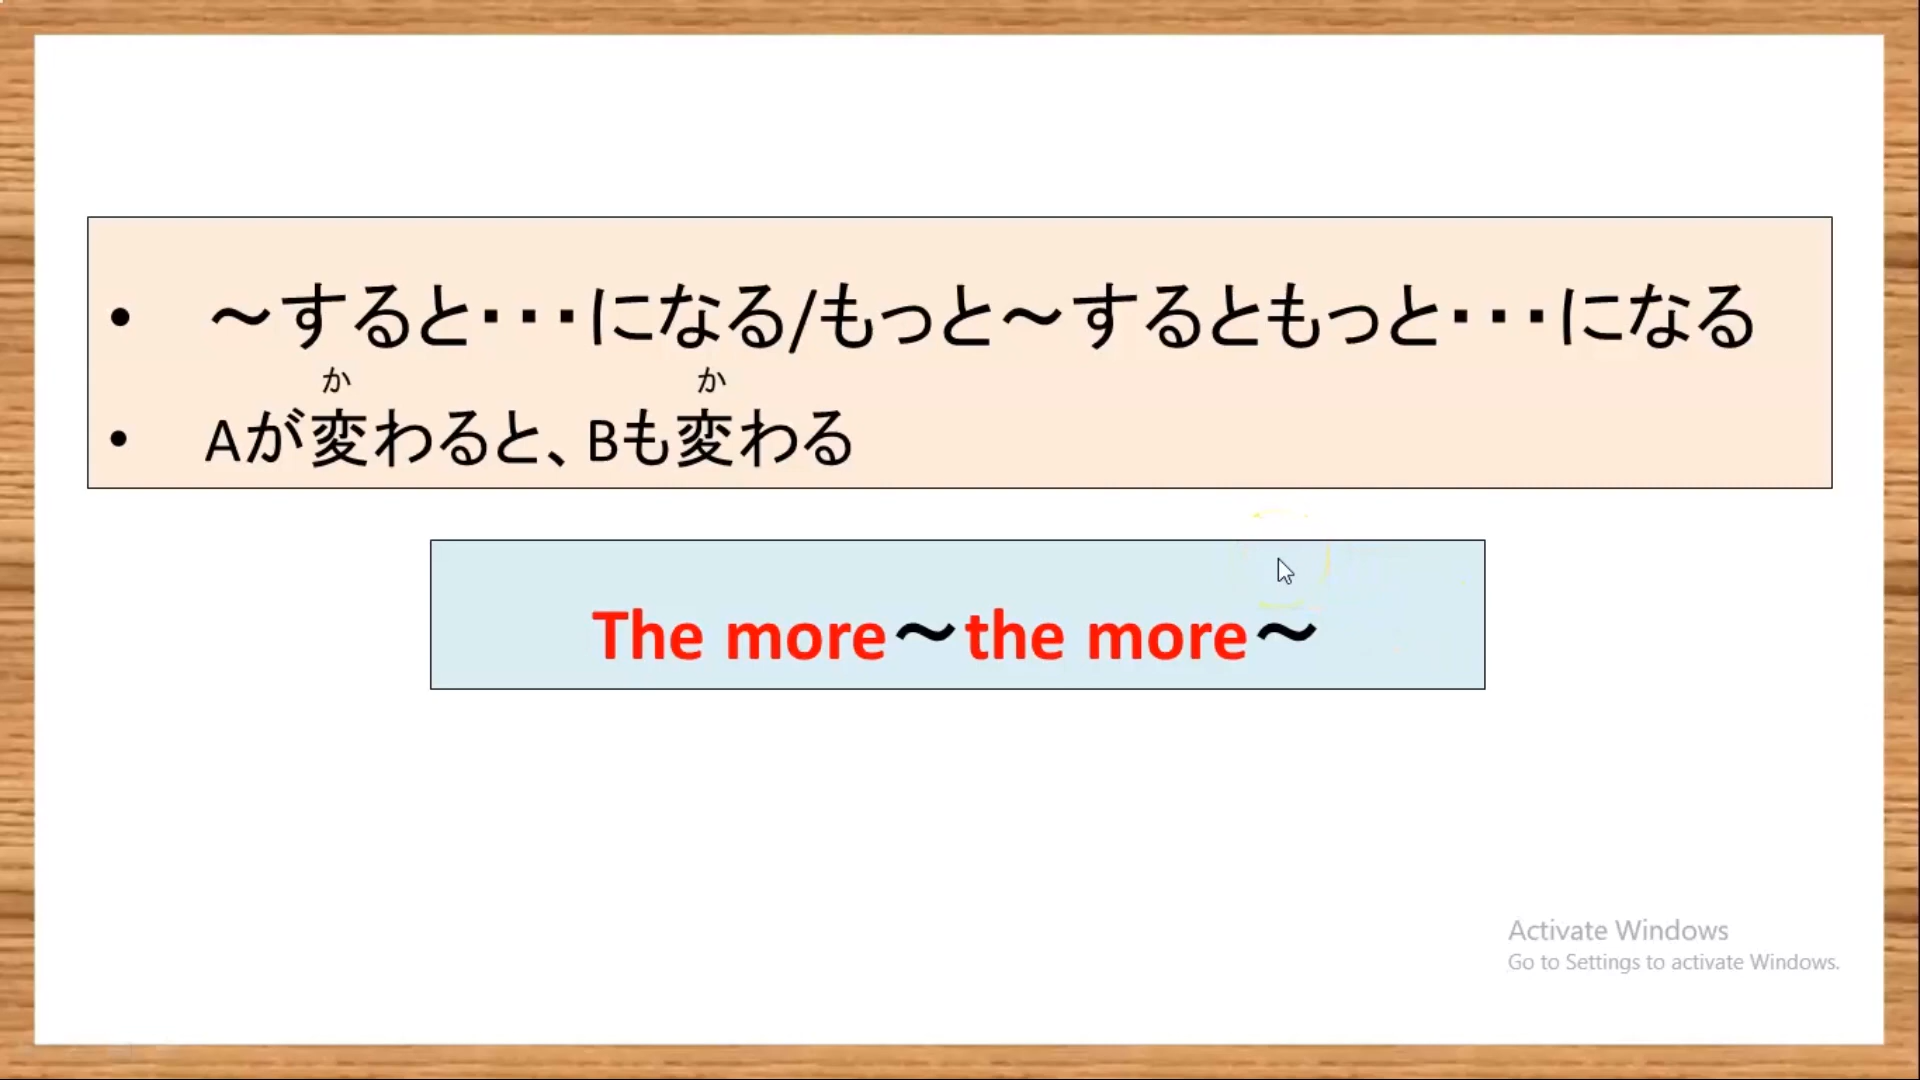 • ～すると・・・になる/もっと～するともっと・・・になる
か か
• Aが変わると、Bも変わる
The more～the more～
Activate Windows
Go to Settings to activate Windows.